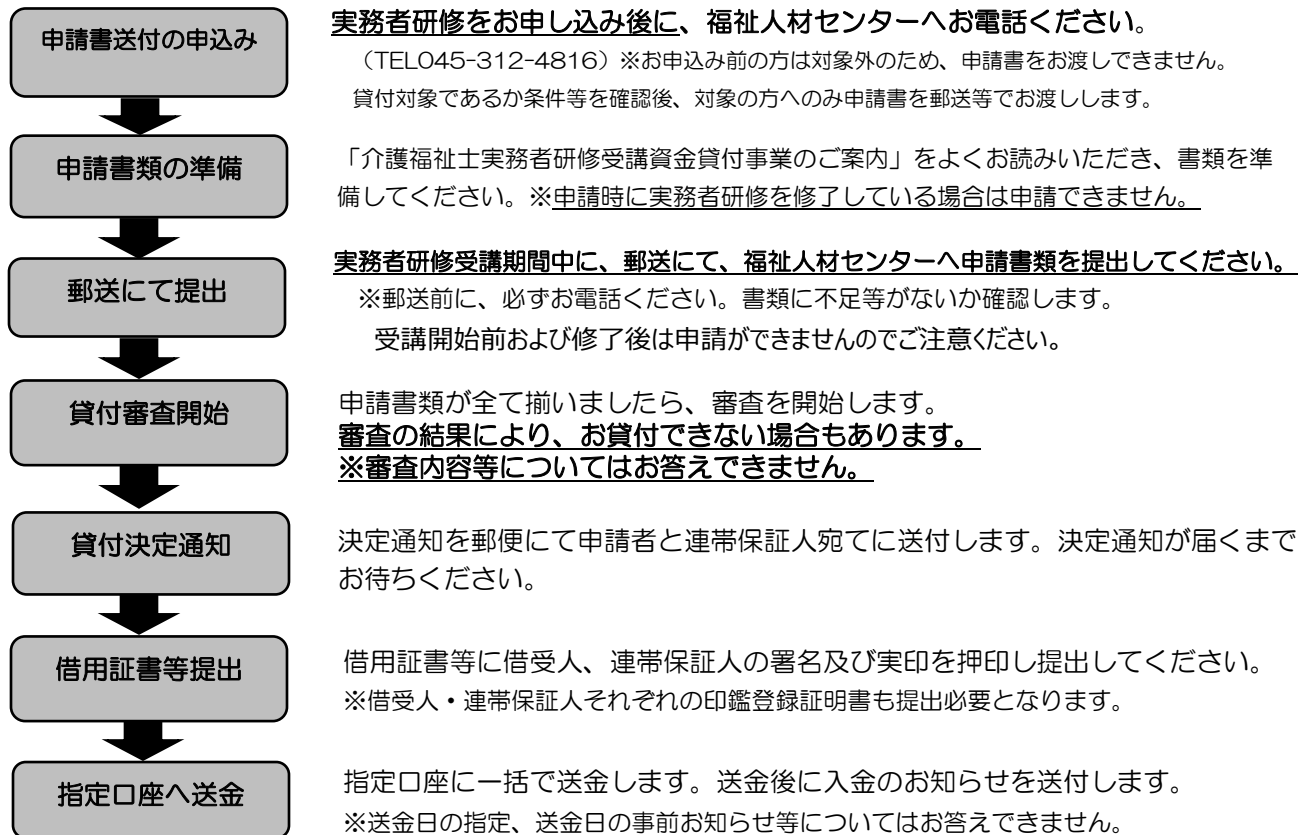 申請書送付の申込み
実務者研修をお申し込み後に、福祉人材センターへお電話ください。
（TEL045-312-4816）※お申込み前の方は対象外のため、申請書をお渡しできません。
貸付対象であるか条件等を確認後、対象の方へのみ申請書を郵送等でお渡しします。
申請書類の準備
「介護福祉士実務者研修受講資金貸付事業のご案内」をよくお読みいただき、書類を準
備してください。※申請時に実務者研修を修了している場合は申請できません。
郵送にて提出
実務者研修受講期間中に、郵送にて、福祉人材センターへ申請書類を提出してください。
※郵送前に、必ずお電話ください。書類に不足等がないか確認します。
受講開始前および修了後は申請ができませんのでご注意ください。
貸付審査開始
申請書類が全て揃いましたら、審査を開始します。
審査の結果により、お貸付できない場合もあります。
※審査内容等についてはお答えできません。
貸付決定通知
決定通知を郵便にて申請者と連帯保証人宛てに送付します。決定通知が届くまで
お待ちください。
借用証書等提出
借用証書等に借受人、連帯保証人の署名及び実印を押印し提出してください。
※借受人・連帯保証人それぞれの印鑑登録証明書も提出必要となります。
指定口座へ送金
指定口座に一括で送金します。送金後に入金のお知らせを送付します。
※送金日の指定、送金日の事前お知らせ等についてはお答えできません。